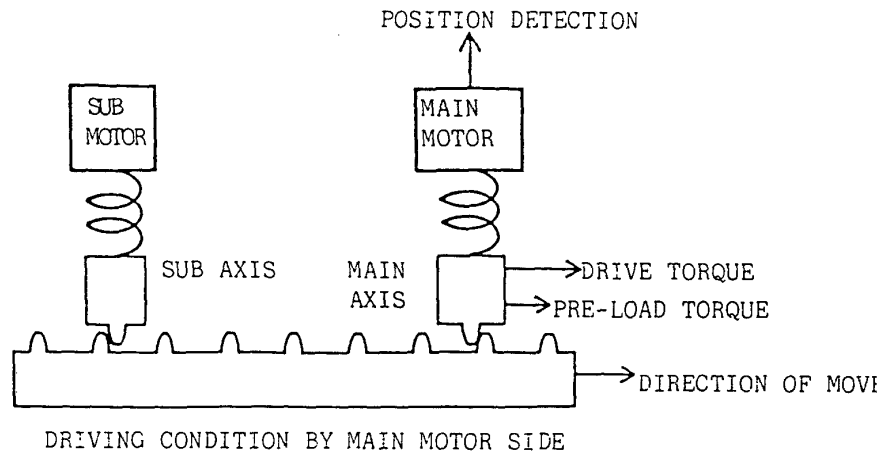 POSITION DETECTION
SUB
MOTOR
MAIN
MOTOR
SUB AXIS
MAIN
AXIS
DRIVE TORQUE
PRE-LOAD TORQUE
DIRECTION OF MOVE
DRIVING CONDITION BY MAIN MOTOR SIDE